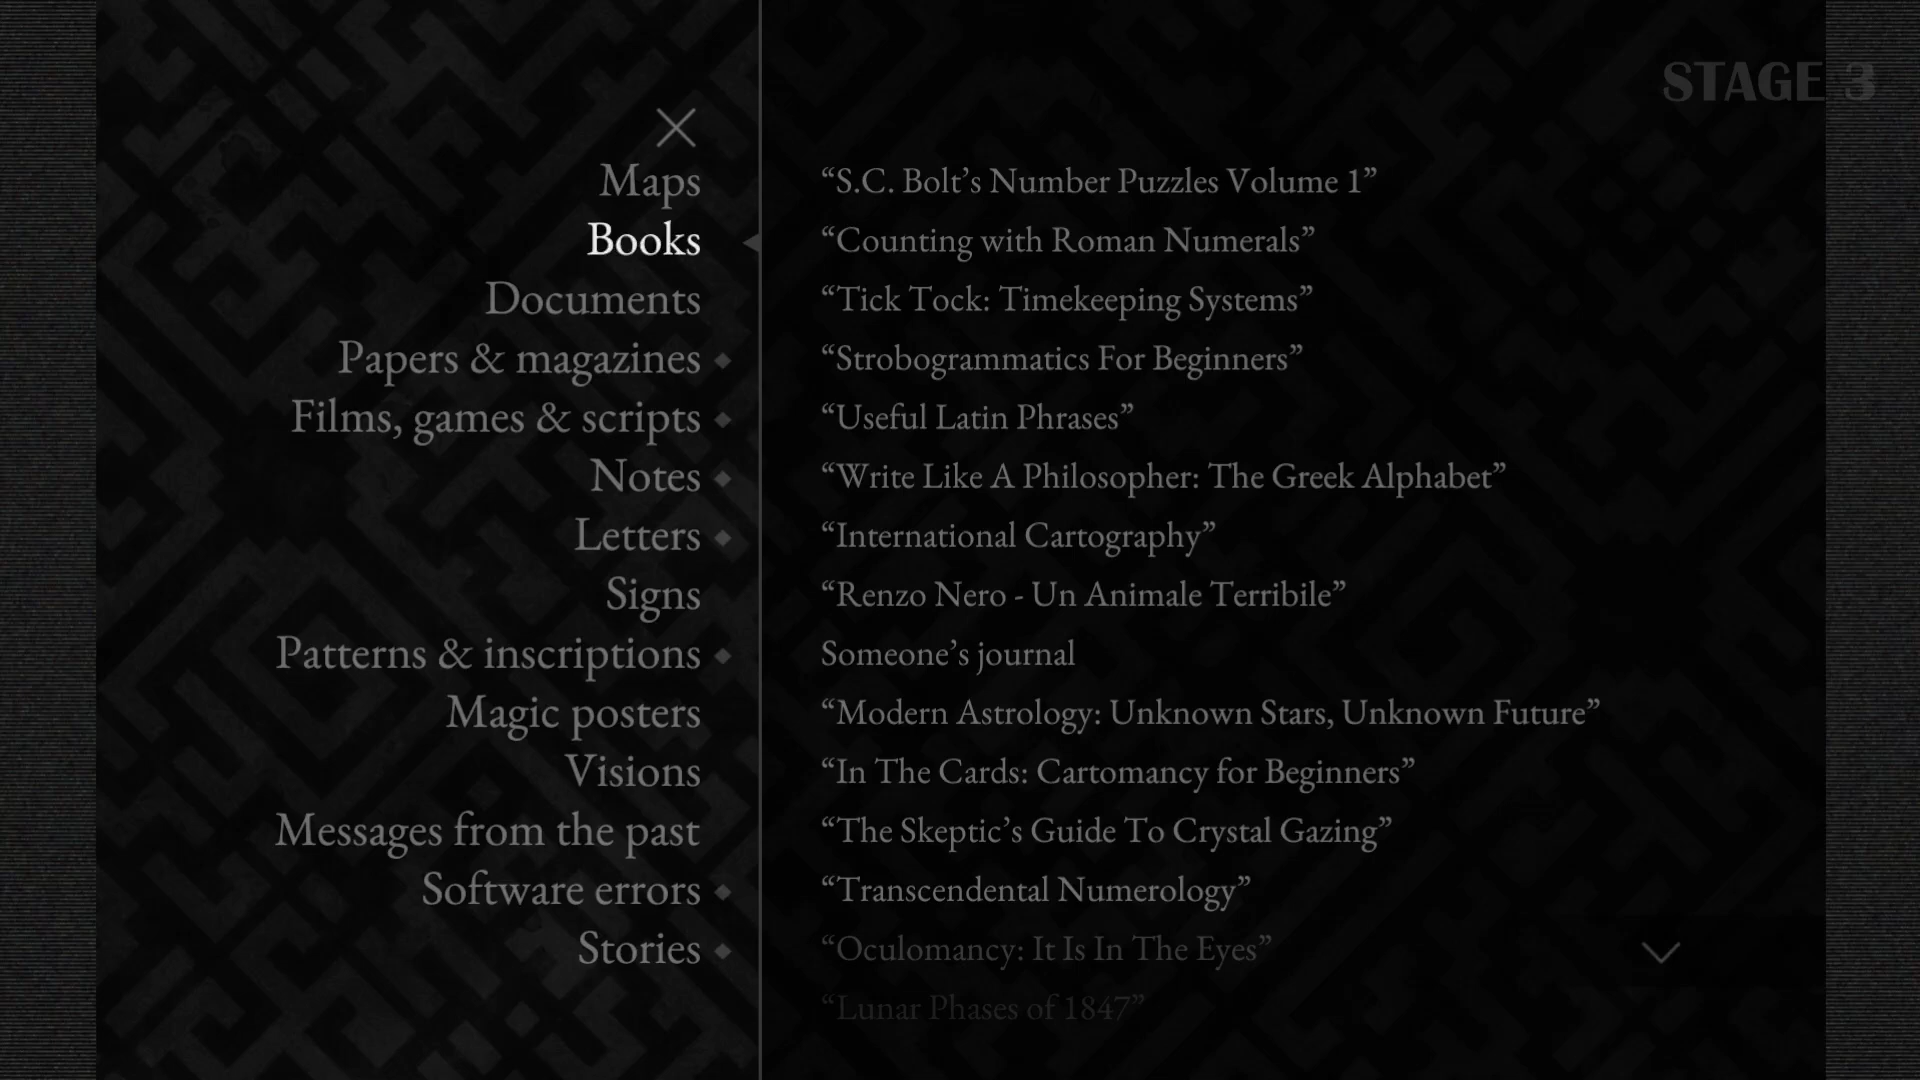 STAGE 3
Maps
Books
Documents
Papers & magazines
Films, games & scripts
Notes
Letters
Signs
Patterns & inscriptions
Magic posters
Visions
Messages from the past
Software errors
Stories
“S.C. Bolt’s Number Puzzles Volume 1”
“Counting with Roman Numerals”
“Tick Tock: Timekeeping Systems”
“Strobogrammatics For Beginners”
“Useful Latin Phrases”
“Write Like A Philosopher: The Greek Alphabet”
“International Cartography”
“Renzo Nero - Un Animale Terribile”
Someone’s journal
“Modern Astrology: Unknown Stars, Unknown Future”
“In The Cards: Cartomancy for Beginners”
“The Skeptic’s Guide To Crystal Gazing”
“Transcendental Numerology”
“Oculomancy: It Is In The Eyes”
“Lunar Phases of 1847”